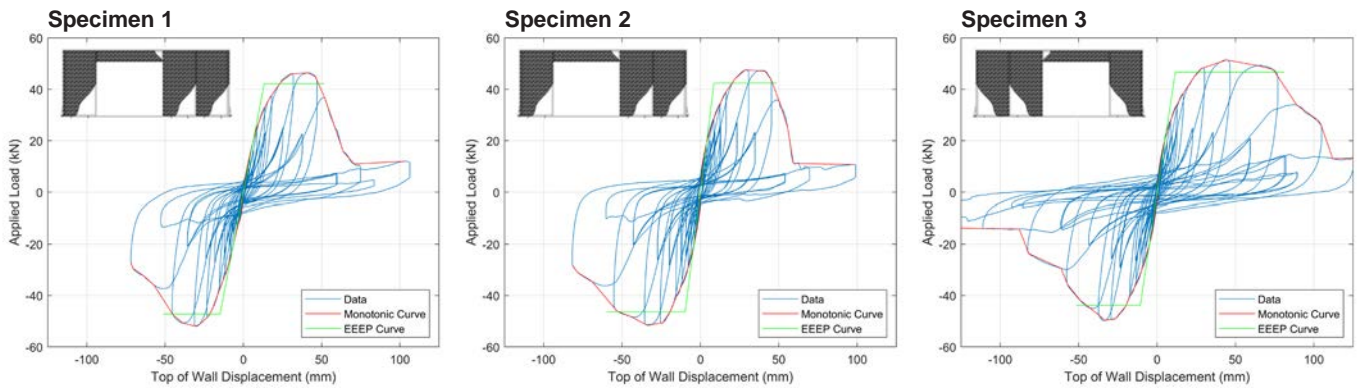 Specimen 1
60
40
20
0
-20
-40
-60
Applied Load (kN)
-100 -50 0 50 100
Top of Wall Displacement (mm)
Data
Monotonic Curve
EEEP Curve
Specimen 2
60
40
20
0
-20
-40
-60
Applied Load (kN)
-100 -50 0 50 100
Top of Wall Displacement (mm)
Data
Monotonic Curve
EEEP Curve
Specimen 3
60
40
20
0
-20
-40
-60
Applied Load (kN)
-100 -50 0 50 100
Top of Wall Displacement (mm)
Data
Monotonic Curve
EEEP Curve